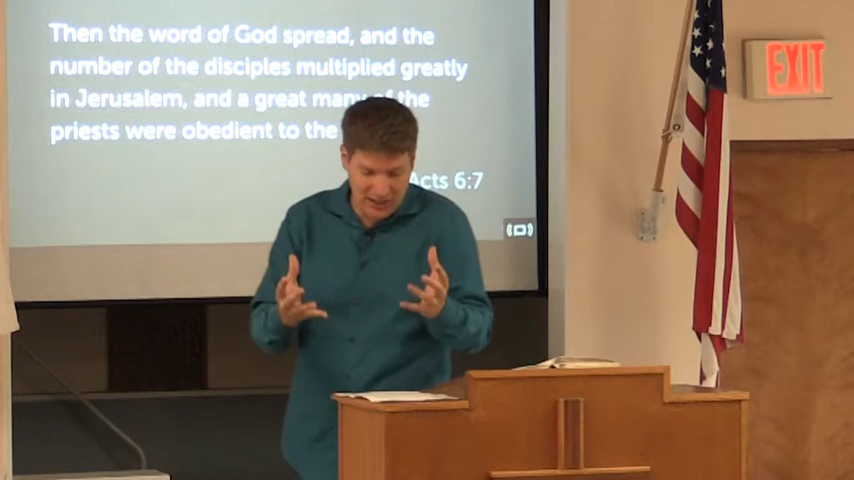 Then the word of God spread, and the
number of the disciples multiplied greatly
in Jerusalem, and a great many of the
priests were obedient to the
Acts 6:7
EXIT